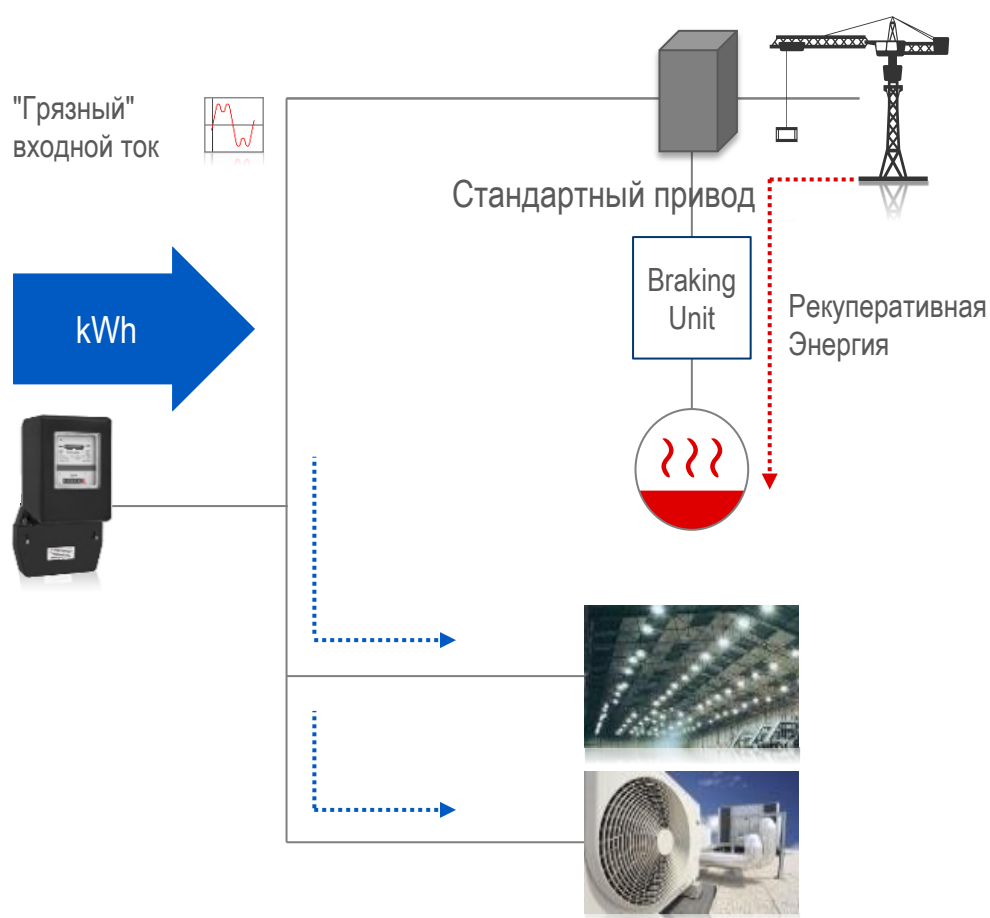 "Грязный"
входной ток
Стандартный привод
kWh
Braking
Unit
Рекуперативная
Энергия